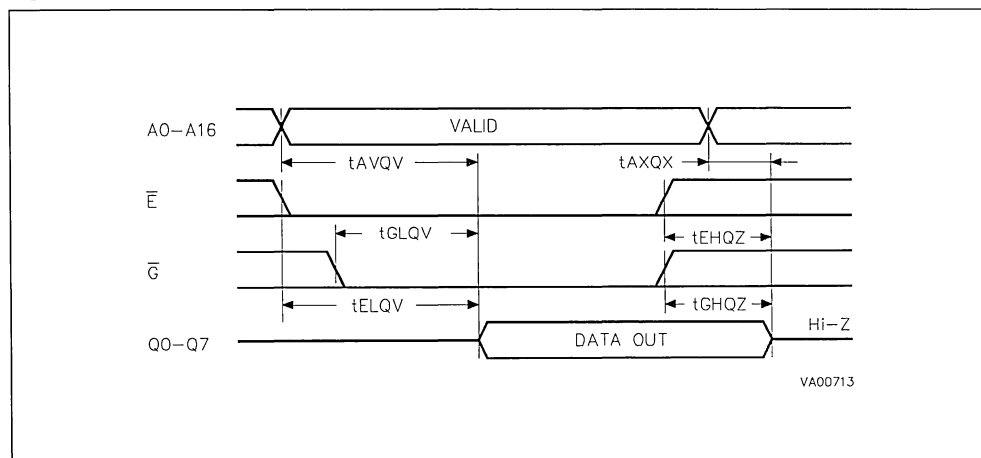 A0-A16
VALID
tAVQV
tAXQX
E
tGLQV
tEHQZ
G
tELQV
tGHQZ
Q0-Q7
DATA OUT
Hi-Z
VA00713